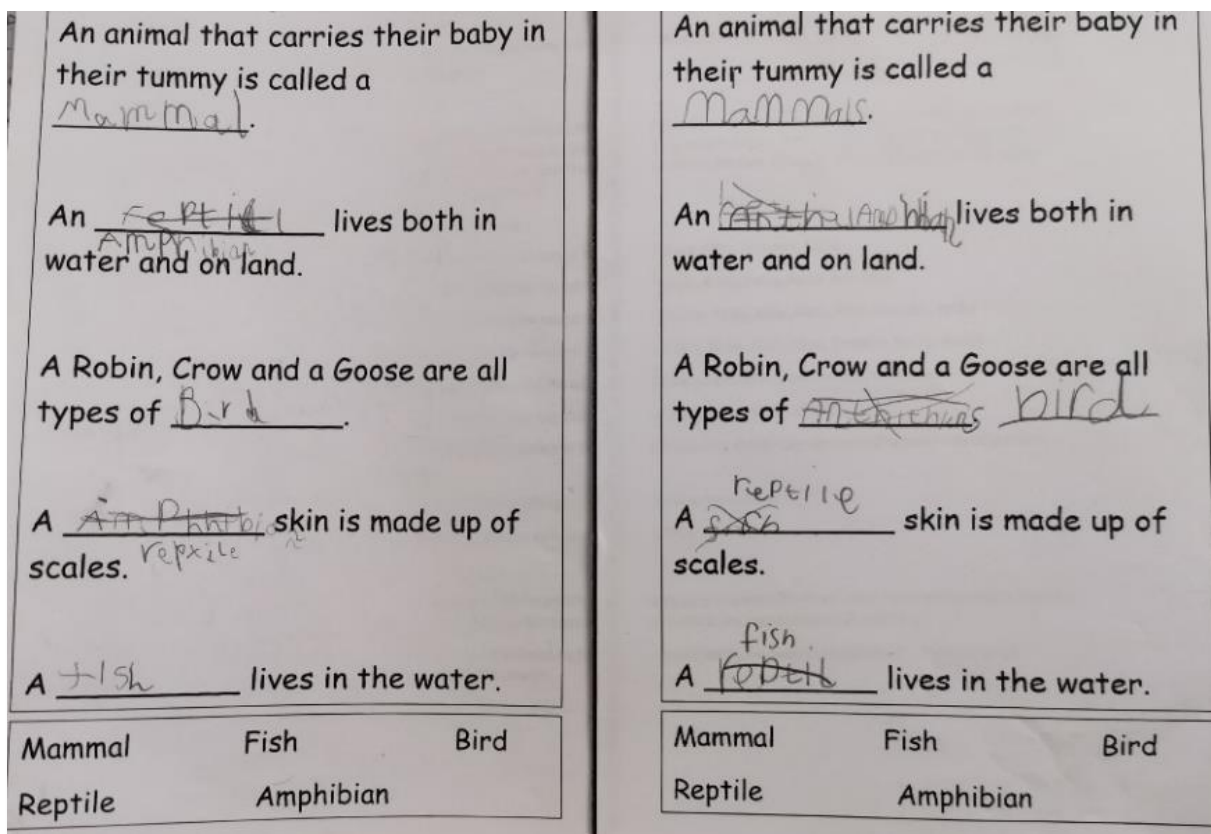 An animal that carries their baby in
their tummy is called a
Mammal.
An reptil lives both in
Amphibian
water and on land.
A Robin, Crow and a Goose are all
types of Bird.
A Amphhibian skin is made up of
scales. repxile
A fish lives in the water.
Mammal Fish Bird
Reptile Amphibian
An animal that carries their baby in
their tummy is called a
Mammals.
An Amphibian lives both in
water and on land.
A Robin, Crow and a Goose are all
types of bird
reptile
A skin is made up of
scales.
fish
A reptil lives in the water.
Mammal Fish Bird
Reptile Amphibian